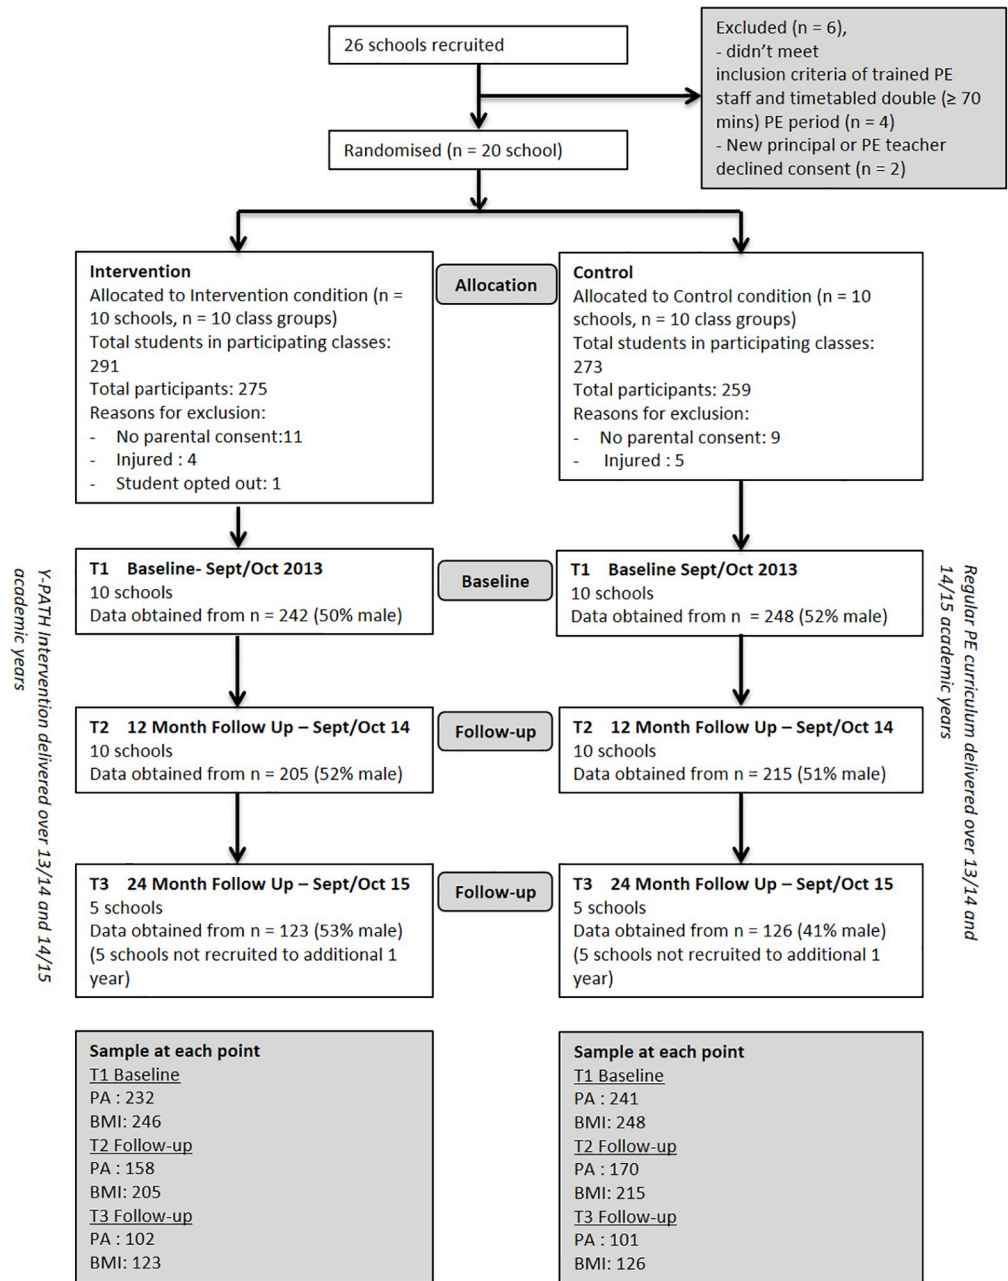 26 schools recruited
Excluded (n = 6),
- didn't meet
inclusion criteria of trained PE
staff and timetabled double (≥ 70
mins) PE period (n = 4)
- New principal or PE teacher
declined consent (n = 2)
Randomised (n = 20 school)
Intervention
Allocated to Intervention condition (n =
10 schools, n = 10 class groups)
Total students in participating classes:
291
Total participants: 275
Reasons for exclusion:
- No parental consent:11
- Injured : 4
- Student opted out: 1
Allocation
Control
Allocated to Control condition (n = 10
schools, n = 10 class groups)
Total students in participating classes:
273
Total participants: 259
Reasons for exclusion:
- No parental consent: 9
- Injured : 5
Y-PATH Intervention delivered over 13/14 and 14/15
academic years
T1 Baseline- Sept/Oct 2013
10 schools
Data obtained from n = 242 (50% male)
Baseline
T1 Baseline Sept/Oct 2013
10 schools
Data obtained from n = 248 (52% male)
Regular PE curriculum delivered over 13/14 and
14/15 academic years
T2 12 Month Follow Up – Sept/Oct 14
10 schools
Data obtained from n = 205 (52% male)
Follow-up
T2 12 Month Follow Up – Sept/Oct 14
10 schools
Data obtained from n = 215 (51% male)
T3 24 Month Follow Up – Sept/Oct 15
5 schools
Data obtained from n = 123 (53% male)
(5 schools not recruited to additional 1
year)
Follow-up
T3 24 Month Follow Up – Sept/Oct 15
5 schools
Data obtained from n = 126 (41% male)
(5 schools not recruited to additional 1
year)
Sample at each point
T1 Baseline
PA : 232
BMI: 246
T2 Follow-up
PA : 158
BMI: 205
T3 Follow-up
PA : 102
BMI: 123
Sample at each point
T1 Baseline
PA : 241
BMI: 248
T2 Follow-up
PA : 170
BMI: 215
T3 Follow-up
PA : 101
BMI: 126